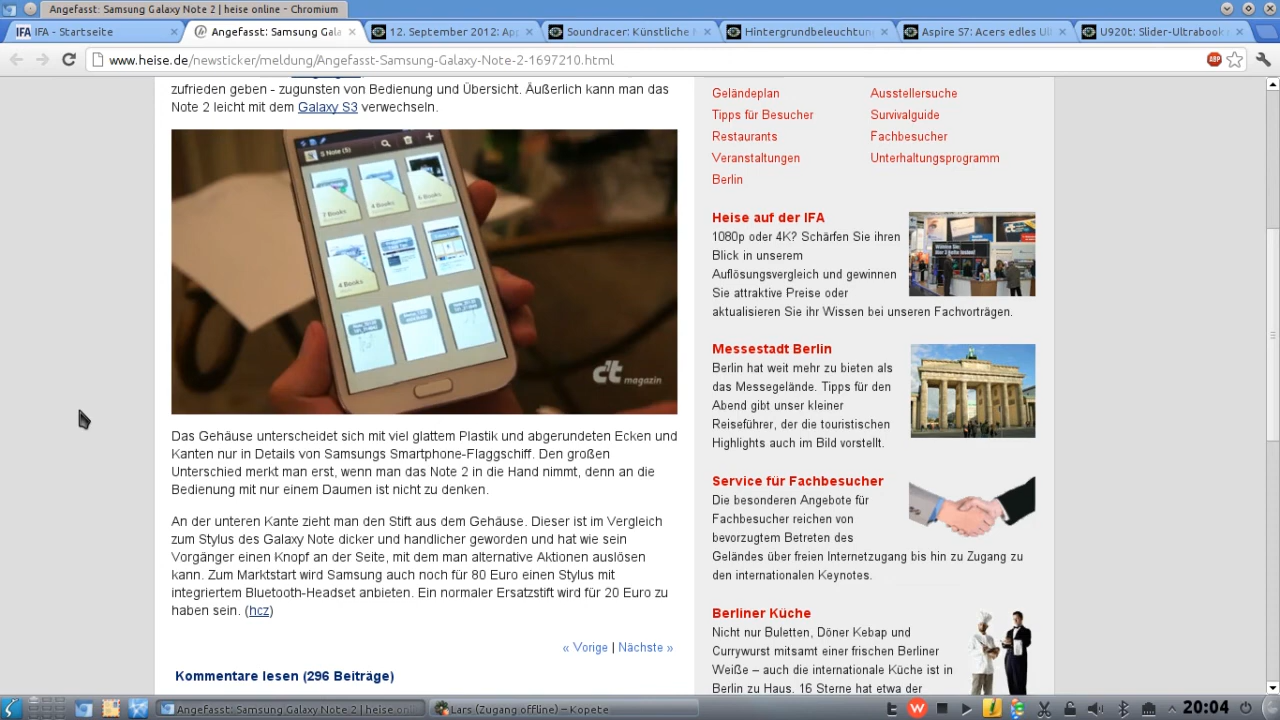 Angefasst: Samsung Galaxy Note 2 | heise online - Chromium
IFA IFA - Startseite
Angefasst: Samsung Gala
12. September 2012: App
Soundracer: Künstliche
Hintergrundbeleuchtung
Aspire S7: Acers edles Ul
U920t: Slider-Ultrabook
www.heise.de/newsticker/meldung/Angefasst-Samsung-Galaxy-Note-2-1697210.html
ABP
zufrieden geben - zugunsten von Bedienung und Übersicht. Äußerlich kann man das
Note 2 leicht mit dem Galaxy S3 verwechseln.
S Note (5)
7 Books
4 Books
6 Books
4 Books
c't magazin
Das Gehäuse unterscheidet sich mit viel glattem Plastik und abgerundeten Ecken und
Kanten nur in Details von Samsungs Smartphone-Flaggschiff. Den großen
Unterschied merkt man erst, wenn man das Note 2 in die Hand nimmt, denn an die
Bedienung mit nur einem Daumen ist nicht zu denken.
An der unteren Kante zieht man den Stift aus dem Gehäuse. Dieser ist im Vergleich
zum Stylus des Galaxy Note dicker und handlicher geworden und hat wie sein
Vorgänger einen Knopf an der Seite, mit dem man alternative Aktionen auslösen
kann. Zum Marktstart wird Samsung auch noch für 80 Euro einen Stylus mit
integriertem Bluetooth-Headset anbieten. Ein normaler Ersatzstift wird für 20 Euro zu
haben sein. (hcz)
« Vorige | Nächste »
Kommentare lesen (296 Beiträge)
Geländeplan
Ausstellersuche
Tipps für Besucher
Survivalguide
Restaurants
Fachbesucher
Veranstaltungen
Unterhaltungsprogramm
Berlin
Heise auf der IFA
1080p oder 4K? Schärfen Sie ihren
Blick in unserem
Auflösungsvergleich und gewinnen
Sie attraktive Preise oder
aktualisieren Sie ihr Wissen bei unseren Fachvorträgen.
Messestadt Berlin
Berlin hat weit mehr zu bieten als
das Messegelände. Tipps für den
Abend gibt unser kleiner
Reiseführer, der die touristischen
Highlights auch im Bild vorstellt.
Service für Fachbesucher
Die besonderen Angebote für
Fachbesucher reichen von
bevorzugtem Betreten des
Geländes über freien Internetzugang bis hin zu Zugang zu
den internationalen Keynotes.
Berliner Küche
Nicht nur Buletten, Döner Kebap und
Currywurst mitsamt einer frischen Berliner
Weiße – auch die internationale Küche ist in
Berlin zu Haus. 16 Sterne hat etwa der
Angefasst: Samsung Galaxy Note 2 | heise onlin
Lars (Zugang offline) – Kopete
20:04